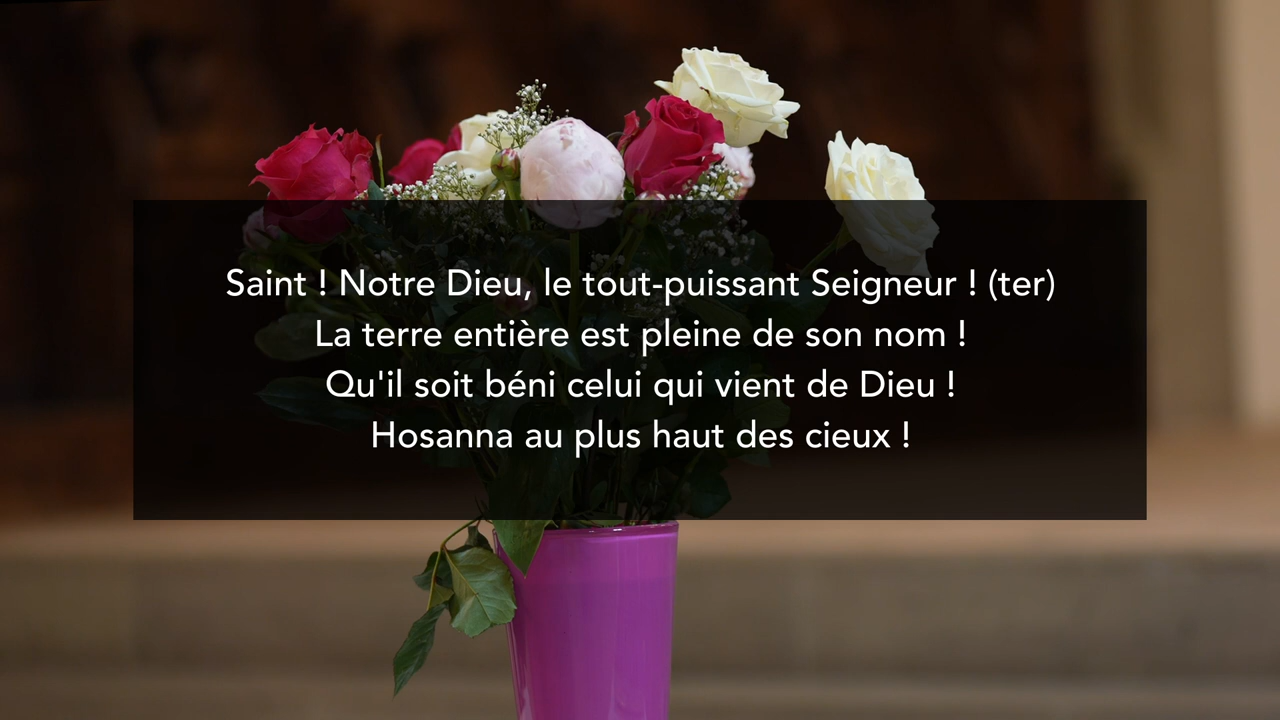 Saint ! Notre Dieu, le tout-puissant Seigneur ! (ter)
La terre entière est pleine de son nom !
Qu'il soit béni celui qui vient de Dieu !
Hosanna au plus haut des cieux !